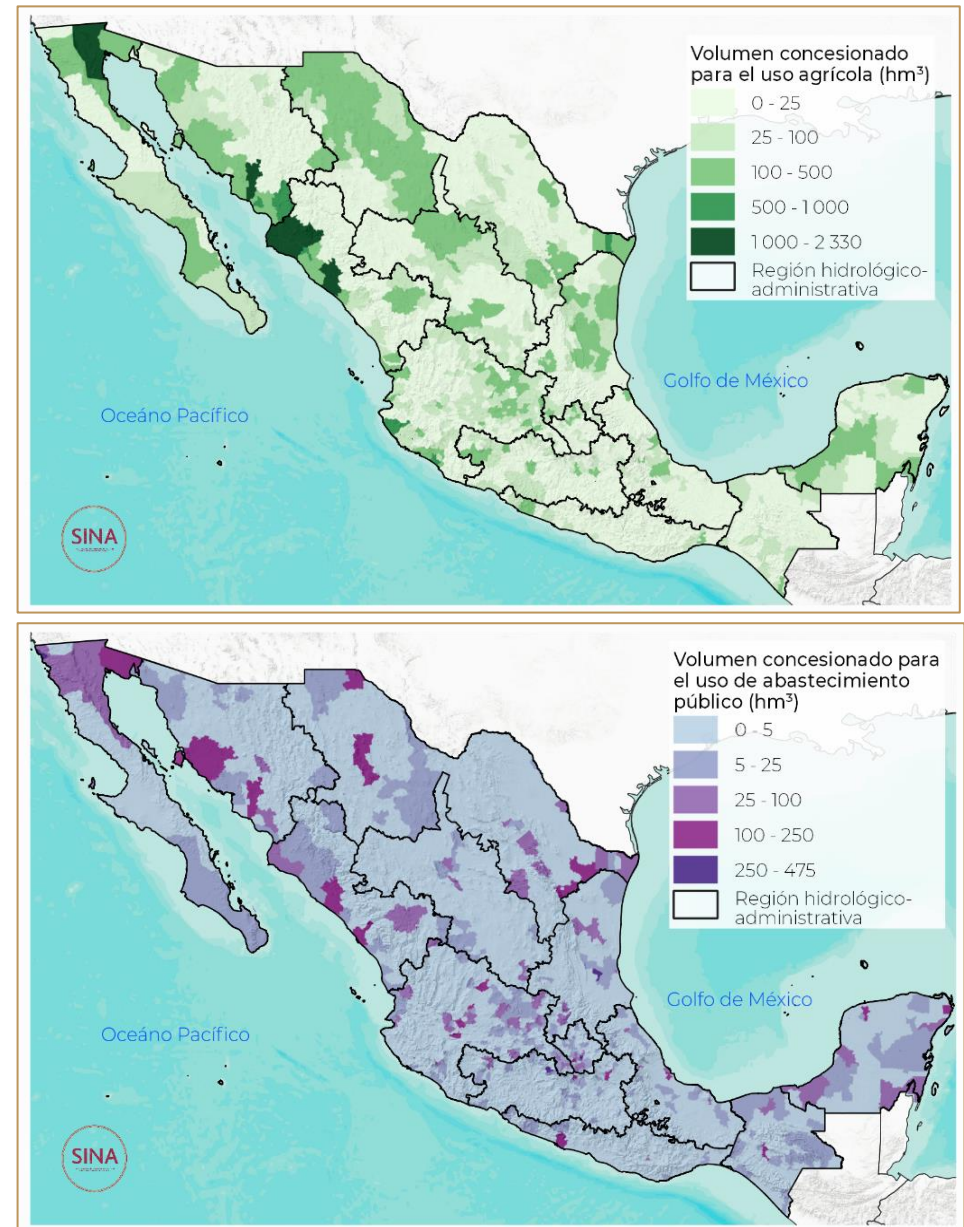 Volumen concesionado
para el uso agrícola (hm³)
0 - 25
25 - 100
100 - 500
500 - 1 000
1 000 - 2 330
Región hidrológico-
administrativa
Golfo de México
Oceáno Pacífico
SINA
Volumen concesionado para
el uso de abastecimiento
público (hm³)
0 - 5
5 - 25
25 - 100
100 - 250
250 - 475
Región hidrológico-
administrativa
Golfo de México
Oceáno Pacífico
SINA